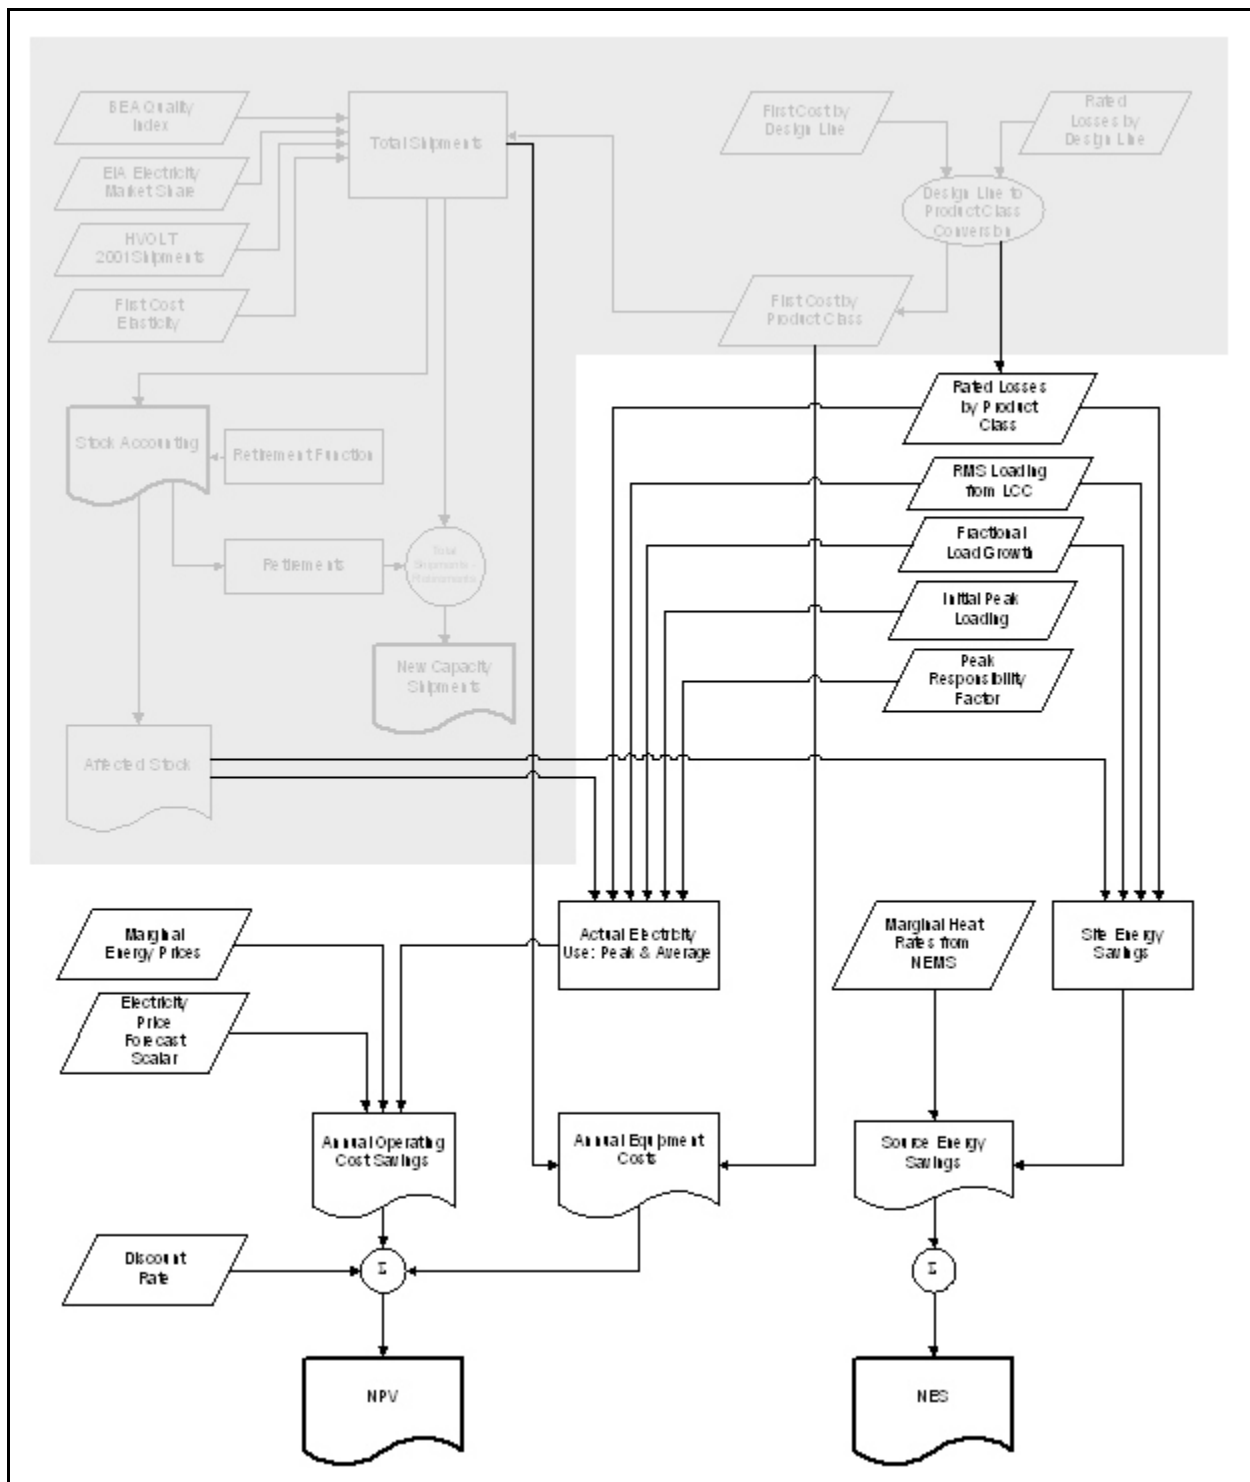 BEA Quality
Index
Total Shipments
First Cost by
Design Line
Rated
Losses by
Design Line
EIA Electricity
Market Share
Design Line to
Product Class
Conversion
HVOLT
2001 Shipments
First Cost
Elasticity
First Cost by
Product Class
Rated Losses
by Product
Class
Stock Accounting
Retirement Function
RMS Loading
from LCC
Fractional
Load Growth
Retirements
Total
Shipments -
Retirements
Initial Peak
Loading
New Capacity
Shipments
Peak
Responsibility
Factor
Affected Stock
Marginal
Energy Prices
Actual Electricity
Use: Peak & Average
Marginal Heat
Rates from
NEMS
Site Energy
Savings
Electricity
Price
Forecast
Scalar
Annual Operating
Cost Savings
Annual Equipment
Costs
Source Energy
Savings
Discount
Rate
Σ
Σ
NPV
NES